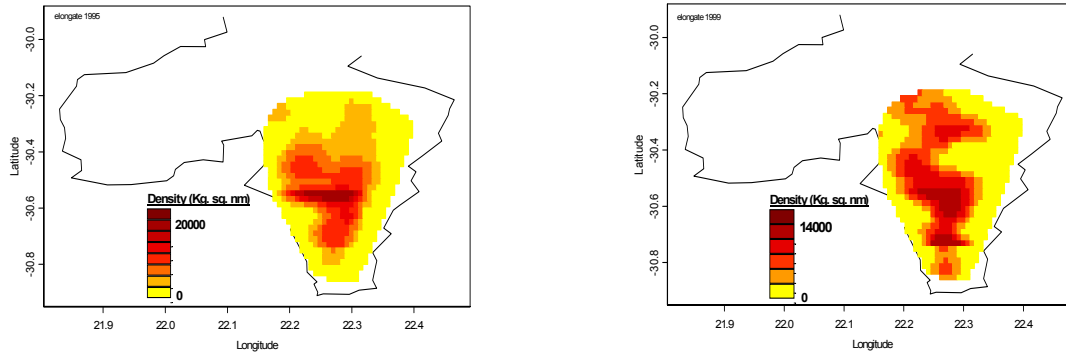 elongate 1995
-30.0
-30.2
-30.4
-30.6
-30.8
Latitude
Density (Kg. sq. nm)
20000
0
21.9 22.0 22.1 22.2 22.3 22.4
Longitude
elongate 1999
-30.0
-30.2
-30.4
-30.6
-30.8
Latitude
Density (Kg. sq. nm)
14000
0
21.9 22.0 22.1 22.2 22.3 22.4
Longitude